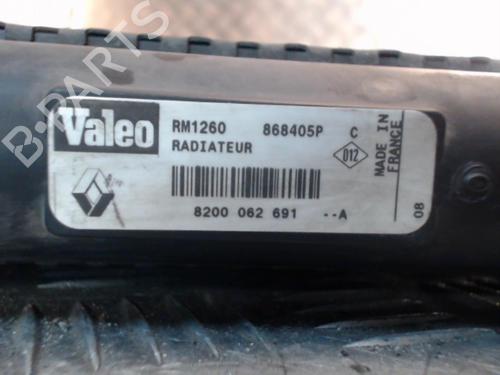 B-PARTS
Valeo
RM1260 868405P C
RADIATEUR
D12
MADE IN
FRANCE
8200 062 691 --A
08